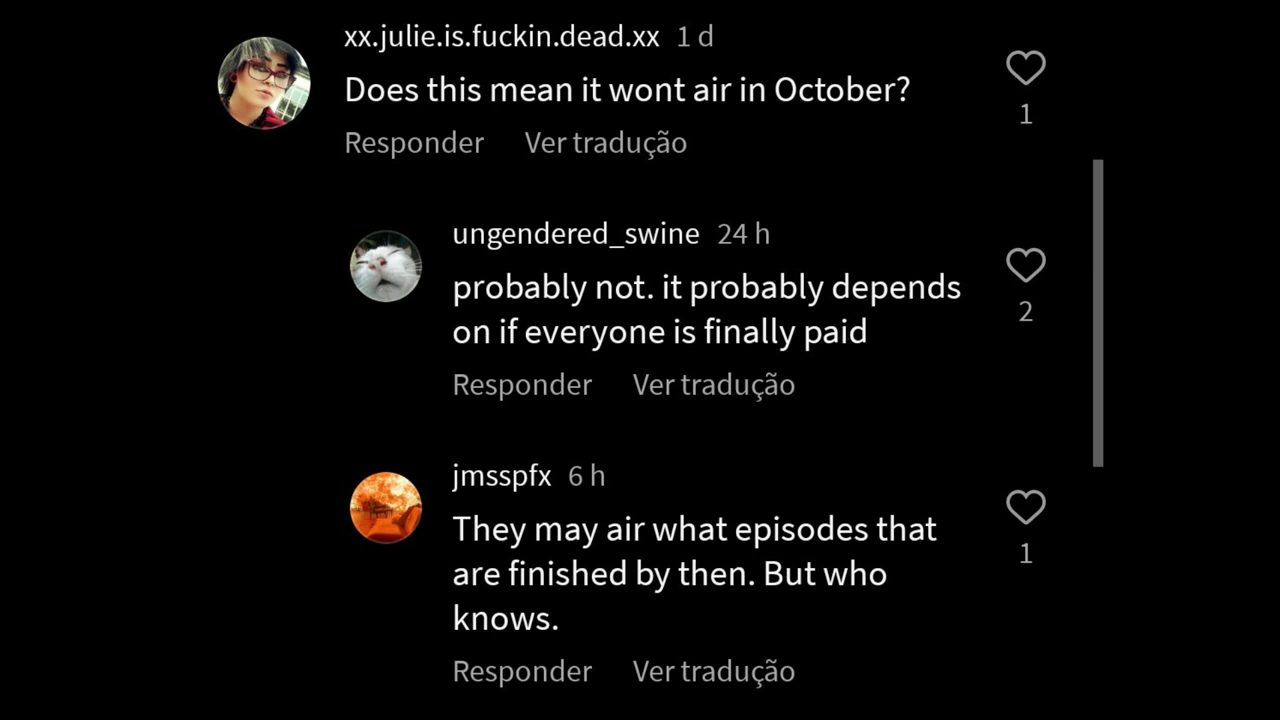 xx.julie.is.fuckin.dead.xx 1 d
Does this mean it wont air in October?
1
Responder Ver tradução
ungendered_swine 24 h
probably not. it probably depends
on if everyone is finally paid
2
Responder Ver tradução
jmsspfx 6 h
They may air what episodes that
are finished by then. But who
knows.
1
Responder Ver tradução